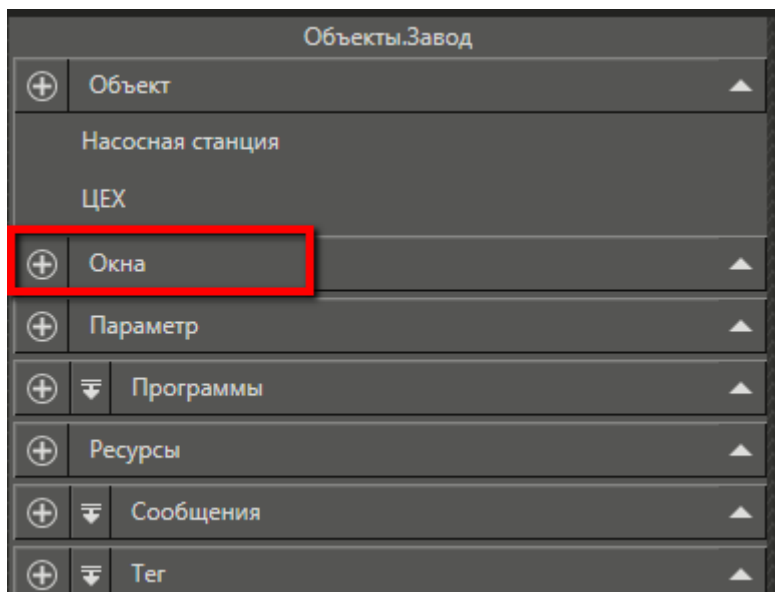 Объекты.Завод
Объект
Насосная станция
ЦЕХ
Окна
Параметр
Программы
Ресурсы
Сообщения
Тег